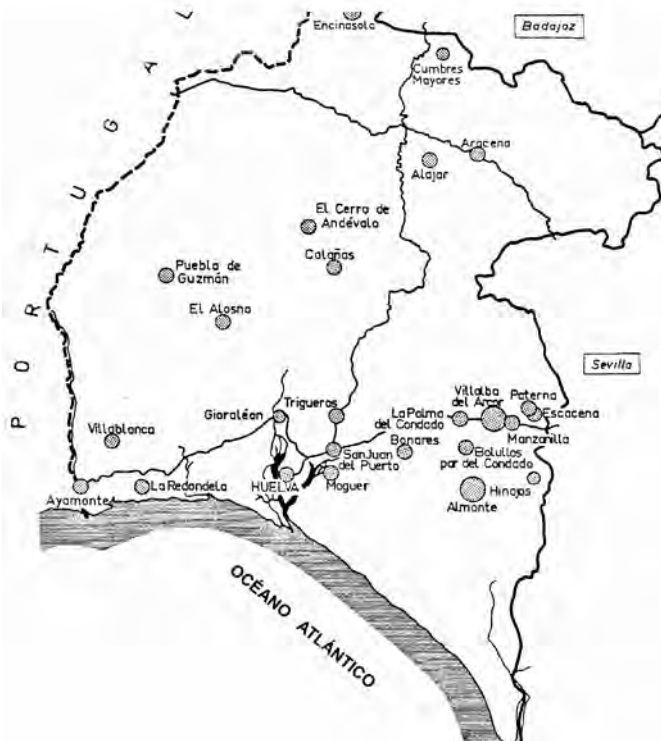 Encinasola
Badajoz
Cumbres
Mayores
Aracena
Alajar
PORTUGAL
El Cerro de
Andévalo
Calañas
Puebla de
Guzmán
El Alosno
Sevilla
Villalba
del Arcor
Paterna
Escacena
Gibraléon
Trigueros
La Palma
del Condado
Manzanilla
Villablanca
Bonares
San Juan
del Puerto
Bolullos
par del Condado
HUELVA
Moguer
Hinojos
Almonte
Ayamonte
La Redondela
OCÉANO ATLÁNTICO